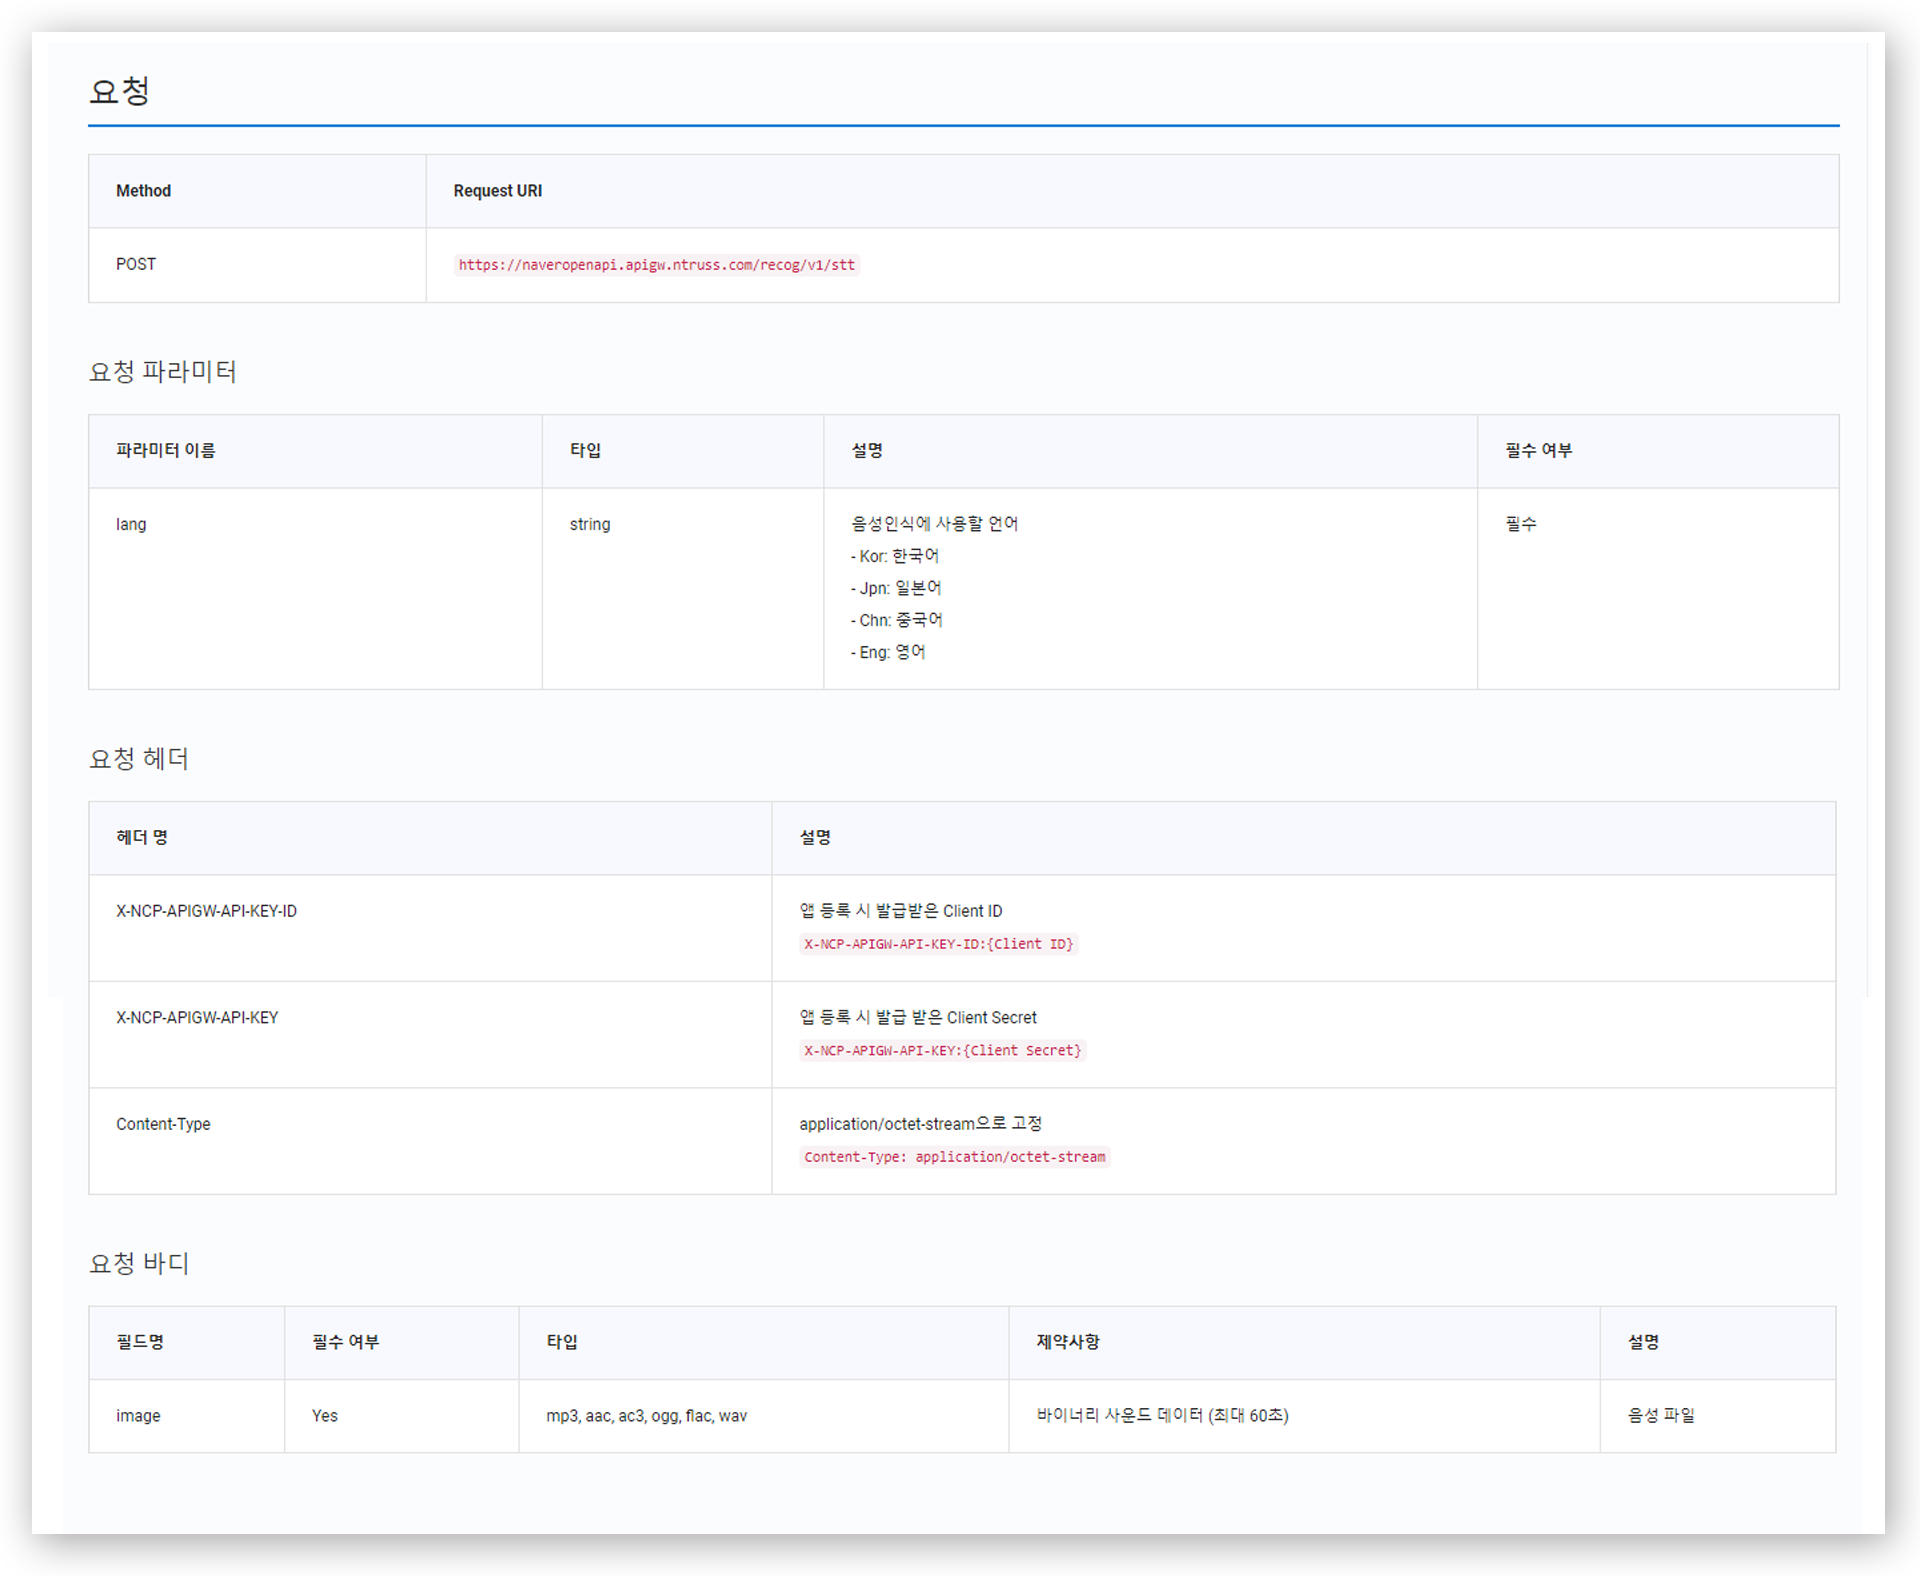 요청
Method
Request URI
POST
https://naveropenapi.apigw.ntruss.com/recog/v1/stt
요청 파라미터
파라미터 이름
타입
설명
필수 여부
lang
string
음성인식에 사용할 언어
- Kor: 한국어
- Jpn: 일본어
- Chn: 중국어
- Eng: 영어
필수
요청 헤더
헤더 명
설명
X-NCP-APIGW-API-KEY-ID
앱 등록 시 발급받은 Client ID
X-NCP-APIGW-API-KEY-ID:{Client ID}
X-NCP-APIGW-API-KEY
앱 등록 시 발급 받은 Client Secret
X-NCP-APIGW-API-KEY:{Client Secret}
Content-Type
application/octet-stream으로 고정
Content-Type: application/octet-stream
요청 바디
필드명
필수 여부
타입
제약사항
설명
image
Yes
mp3, aac, ac3, ogg, flac, wav
바이너리 사운드 데이터 (최대 60초)
음성 파일